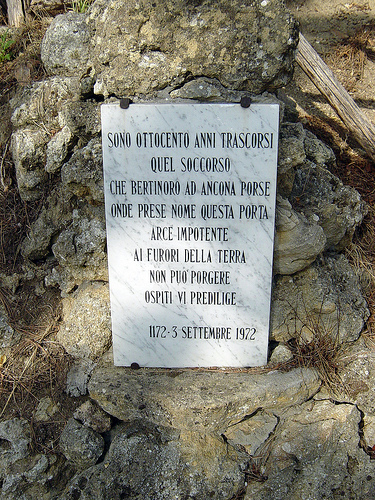 SONO OTTOCENTO ANNI TRASCORSI
QUEL SOCCORSO
CHE BERTINORO AD ANCONA PORSE
ONDE PRESE NOME QUESTA PORTA
ARCE IMPOTENTE
AI FURORI DELLA TERRA
NON PUÒ PORGERE
OSPITI VI PREDILIGE
1172 - 3 SETTEMBRE 1972